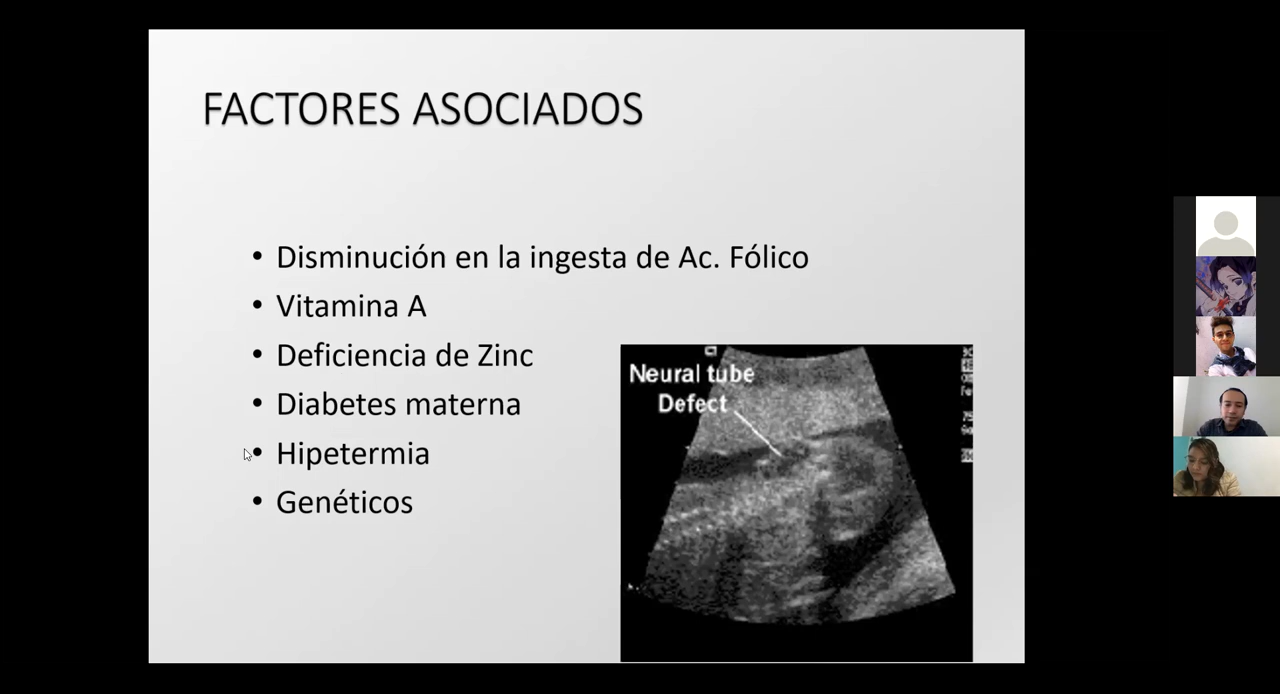 FACTORES ASOCIADOS
• Disminución en la ingesta de Ac. Fólico
• Vitamina A
• Deficiencia de Zinc
• Diabetes materna
• Hipetermia
• Genéticos
Neural tube
Defect